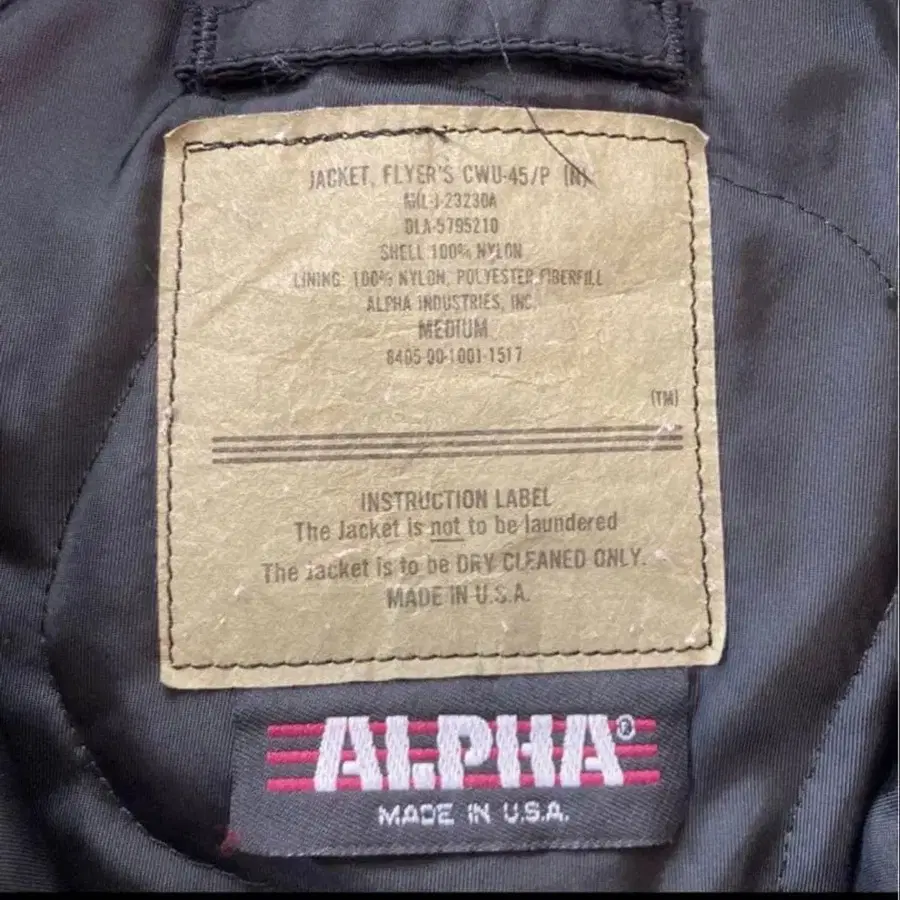 JACKET, FLYER'S CWU-45/P (N)
MIL-J-23230A
DLA-5795210
SHELL 100% NYLON
LINING: 100% NYLON, POLYESTER FIBERFILL
ALPHA INDUSTRIES, INC.
MEDIUM
8405-00-1001-1517
(TM)
INSTRUCTION LABEL
The Jacket is not to be laundered
The Jacket is to be DRY CLEANED ONLY.
MADE IN U.S.A.
ALPHA®
MADE IN U.S.A.